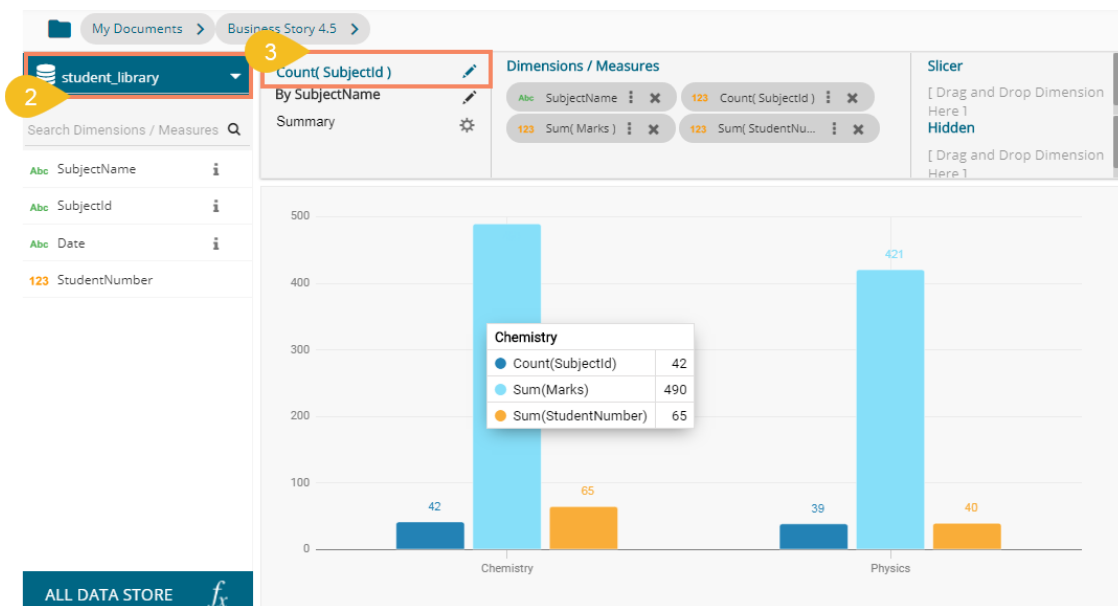 My Documents > Business Story 4.5 >
2
student_library
Search Dimensions / Measures
Abc SubjectName i
Abc SubjectId i
Abc Date i
123 StudentNumber
ALL DATA STORE fx
3
Count( SubjectId )
By SubjectName
Summary
Dimensions / Measures
Abc SubjectName
123 Count( SubjectId )
123 Sum( Marks )
123 Sum( StudentNu...
Slicer
[ Drag and Drop Dimension
Here ]
Hidden
[ Drag and Drop Dimension
Here ]
500
400
300
200
100
0
421
Chemistry
Count(SubjectId) 42
Sum(Marks) 490
Sum(StudentNumber) 65
42
65
39
40
Chemistry
Physics